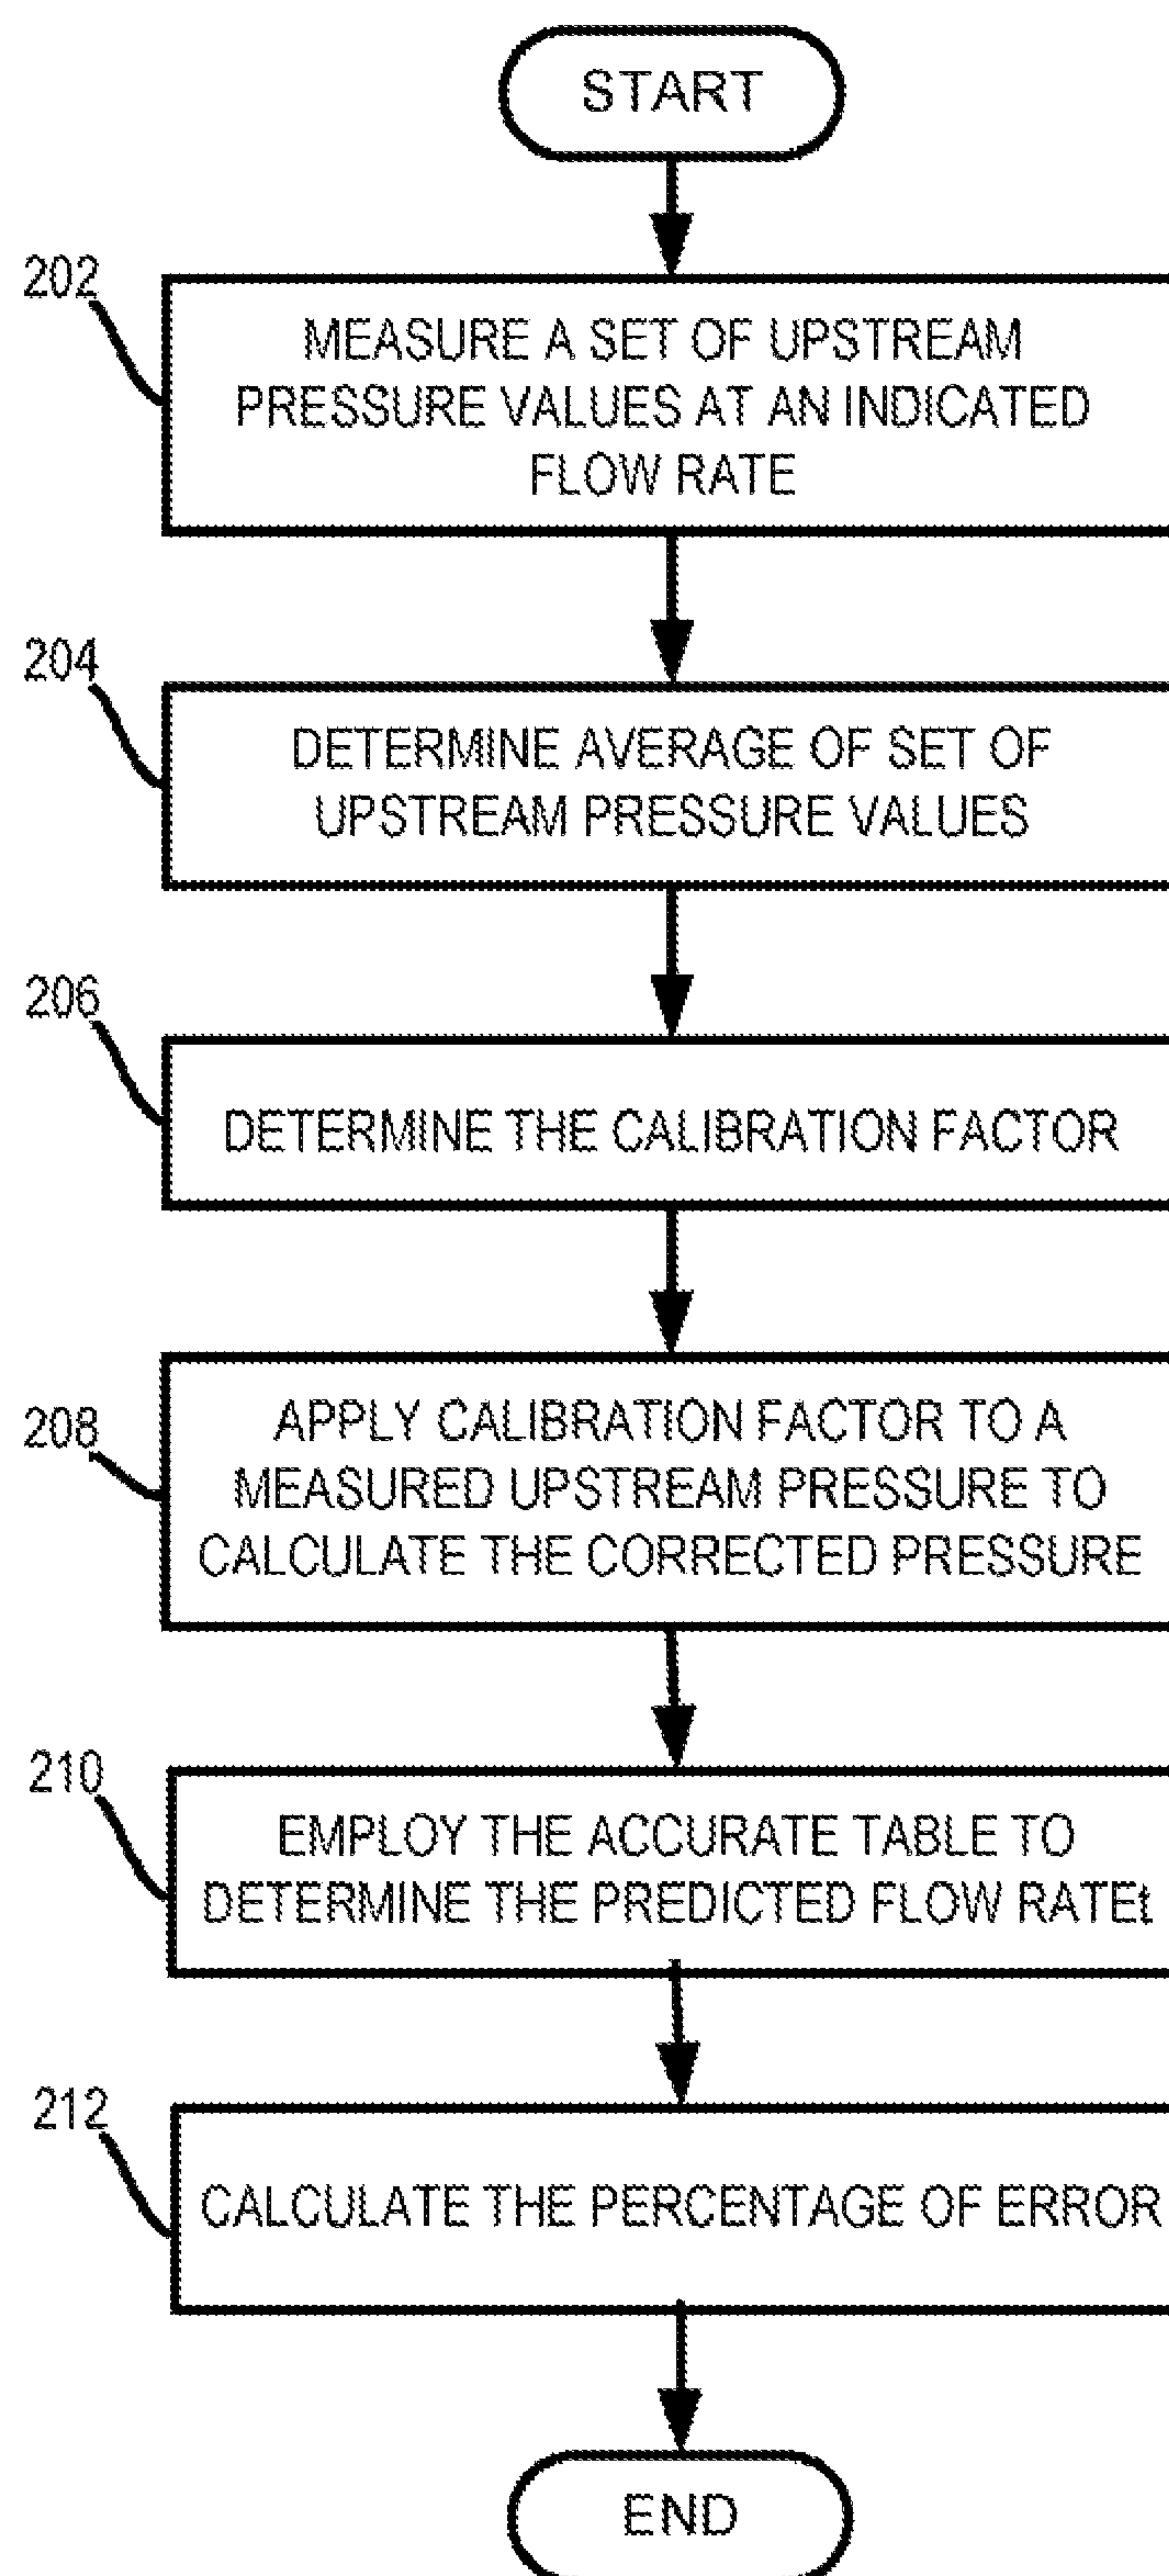 START
202
MEASURE A SET OF UPSTREAM
PRESSURE VALUES AT AN INDICATED
FLOW RATE
204
DETERMINE AVERAGE OF SET OF
UPSTREAM PRESSURE VALUES
206
DETERMINE THE CALIBRATION FACTOR
208
APPLY CALIBRATION FACTOR TO A
MEASURED UPSTREAM PRESSURE TO
CALCULATE THE CORRECTED PRESSURE
210
EMPLOY THE ACCURATE TABLE TO
DETERMINE THE PREDICTED FLOW RATEt
212
CALCULATE THE PERCENTAGE OF ERROR
END